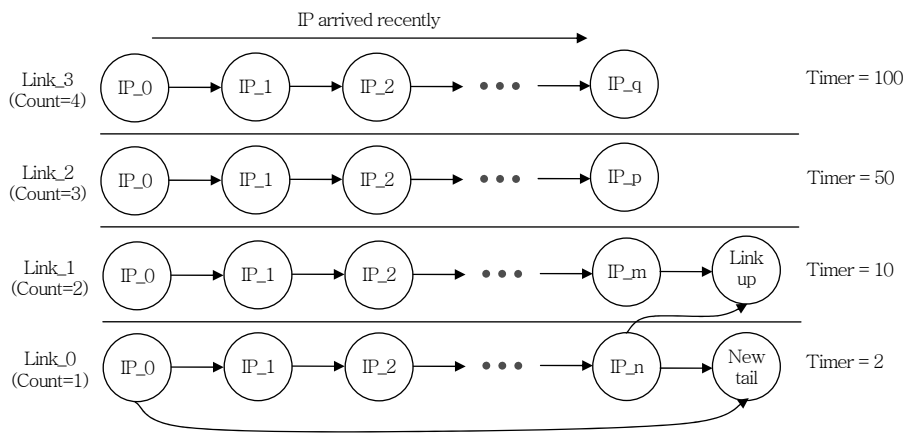 IP arrived recently
Link_3
(Count=4)
IP_0
IP_1
IP_2
IP_q
Timer = 100
Link_2
(Count=3)
IP_0
IP_1
IP_2
IP_p
Timer = 50
Link_1
(Count=2)
IP_0
IP_1
IP_2
IP_m
Link
up
Timer = 10
Link_0
(Count=1)
IP_0
IP_1
IP_2
IP_n
New
tail
Timer = 2